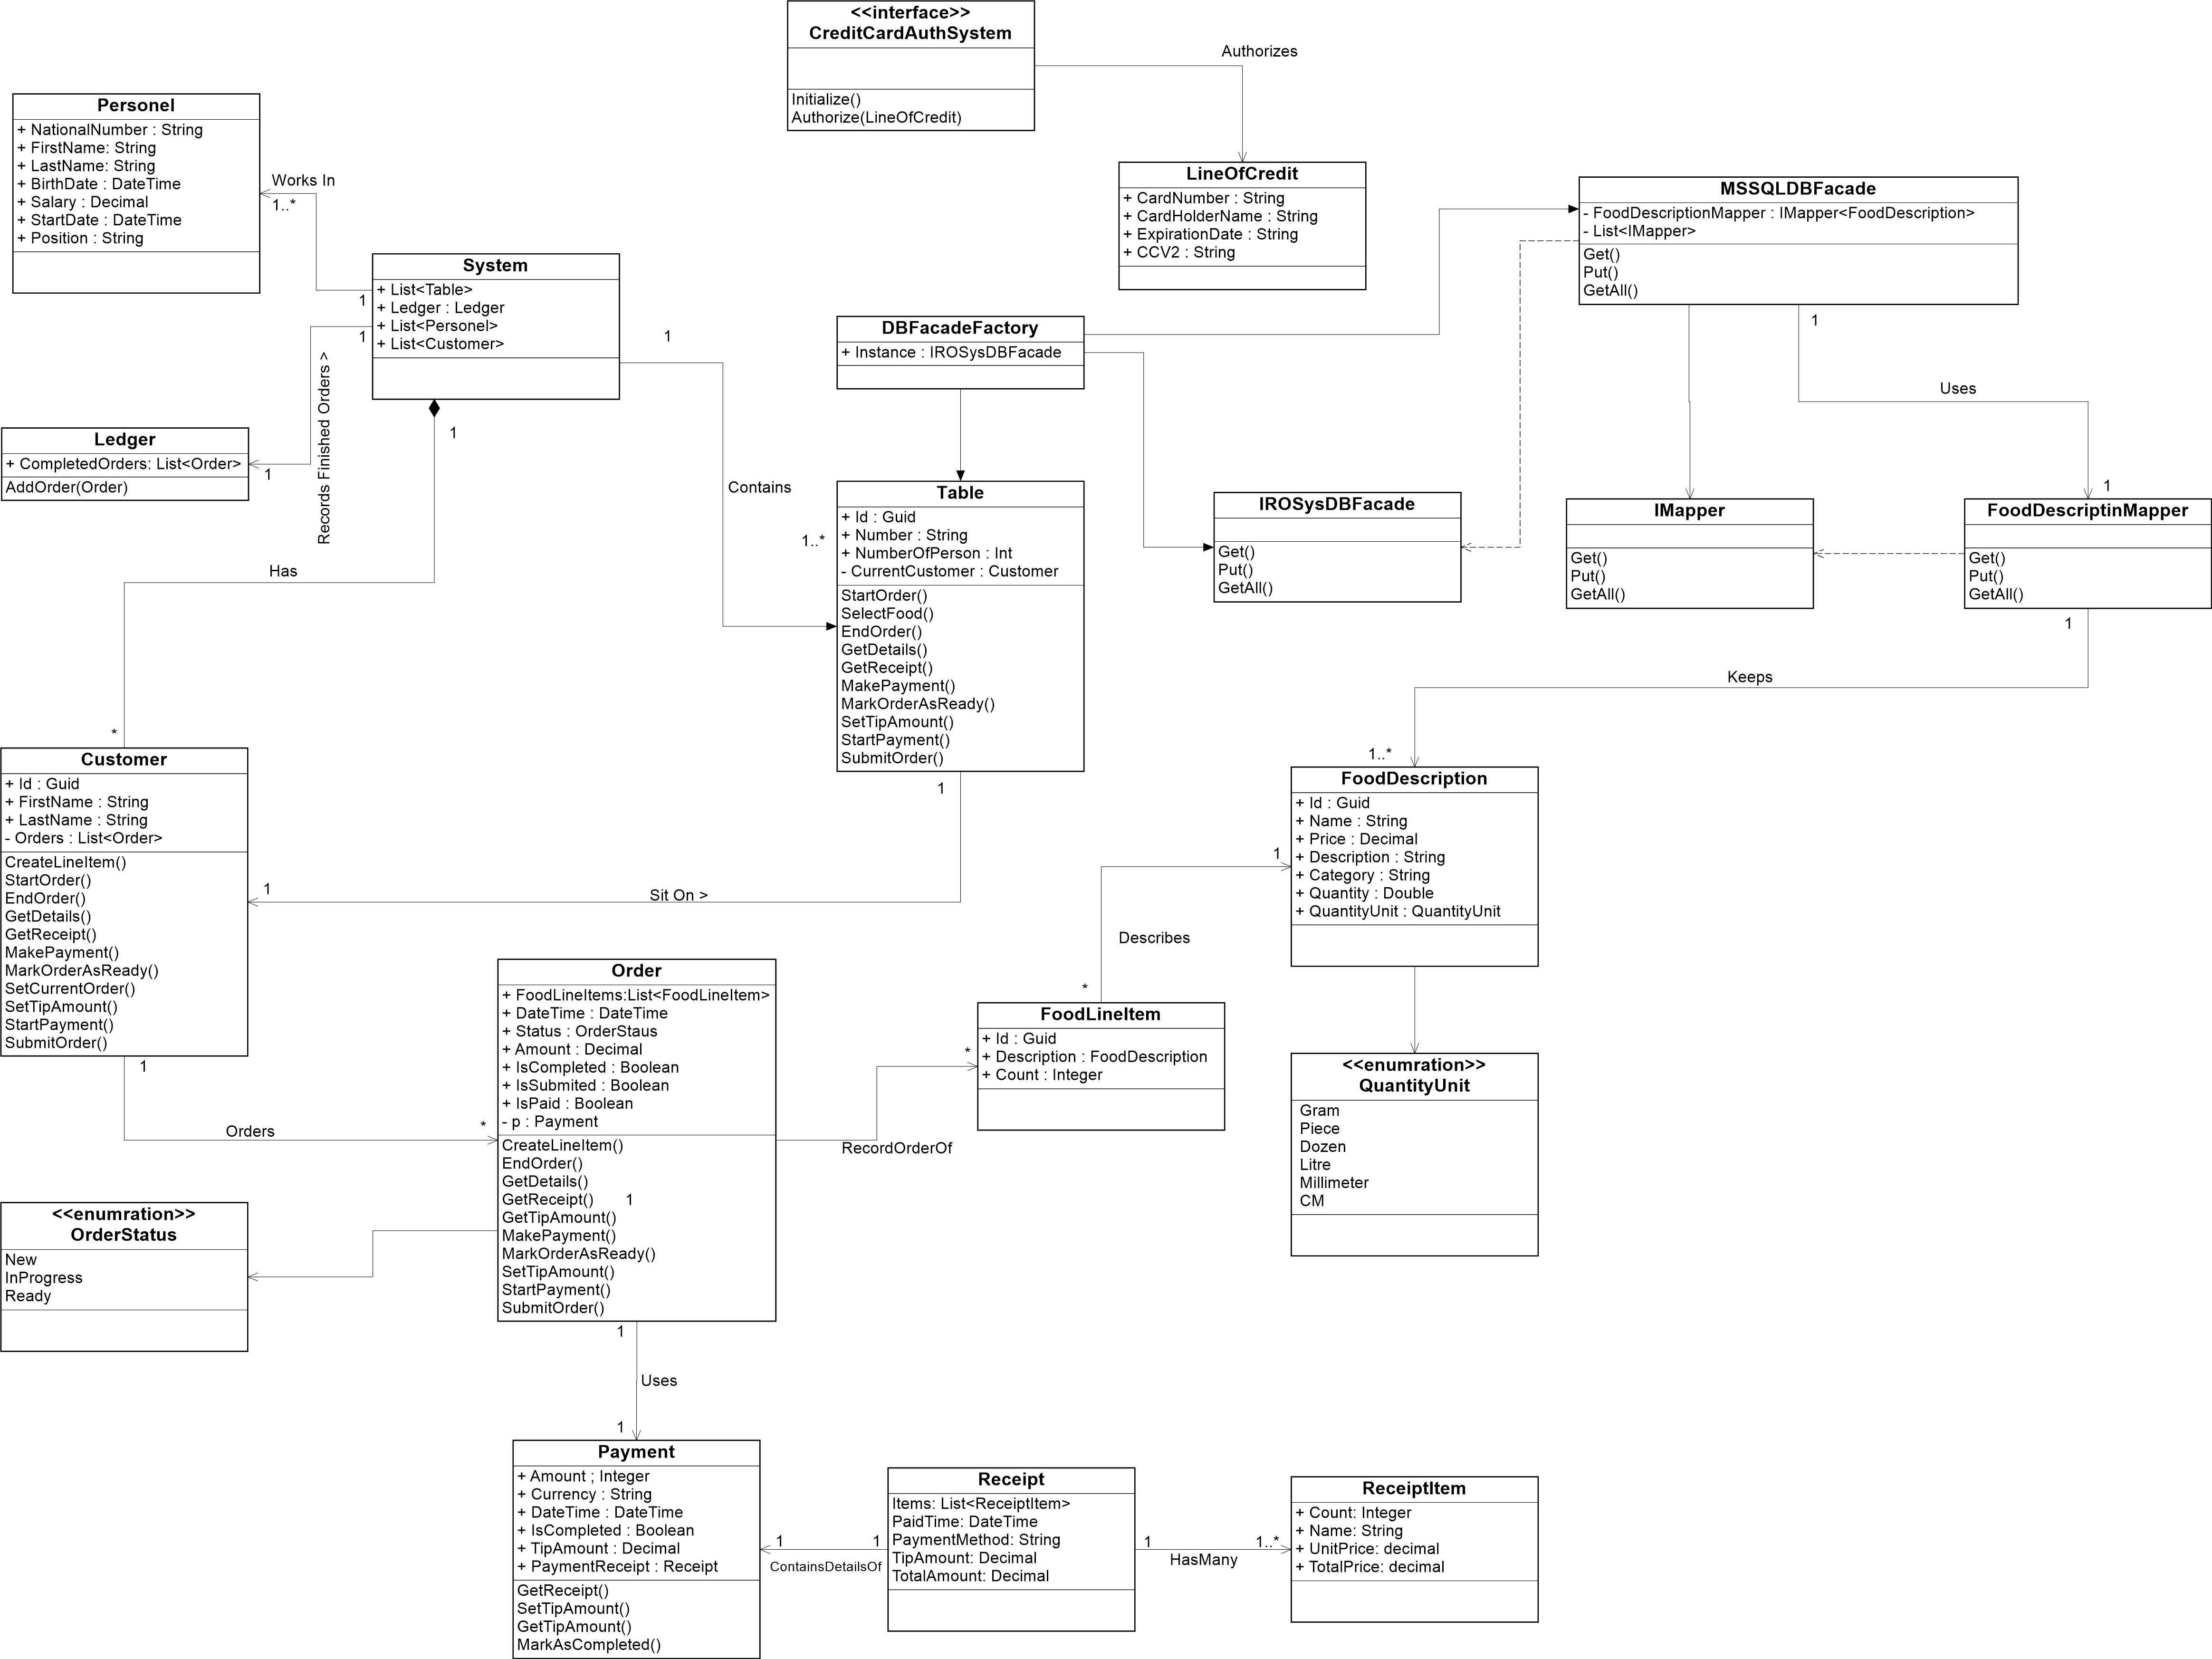 <<interface>>
CreditCardAuthSystem
Initialize()
Authorize(LineOfCredit)
Authorizes
Personel
+ NationalNumber : String
+ FirstName: String
+ LastName: String
+ BirthDate : DateTime
+ Salary : Decimal
+ StartDate : DateTime
+ Position : String
Works In
1..*
LineOfCredit
+ CardNumber : String
+ CardHolderName : String
+ ExpirationDate : String
+ CCV2 : String
MSSQLDBFacade
- FoodDescriptionMapper : IMapper<FoodDescription>
- List<IMapper>
Get()
Put()
GetAll()
System
+ List<Table>
+ Ledger : Ledger
+ List<Personel>
+ List<Customer>
1
1
1
1
DBFacadeFactory
+ Instance : IROSysDBFacade
1
Uses
1
Ledger
+ CompletedOrders: List<Order>
AddOrder(Order)
1
Records Finished Orders >
Contains
1..*
Has
*
Table
+ Id : Guid
+ Number : String
+ NumberOfPerson : Int
- CurrentCustomer : Customer
StartOrder()
SelectFood()
EndOrder()
GetDetails()
GetReceipt()
MakePayment()
MarkOrderAsReady()
SetTipAmount()
StartPayment()
SubmitOrder()
1
IROSysDBFacade
Get()
Put()
GetAll()
IMapper
Get()
Put()
GetAll()
FoodDescriptinMapper
Get()
Put()
GetAll()
1
Keeps
1..*
Customer
+ Id : Guid
+ FirstName : String
+ LastName : String
- Orders : List<Order>
CreateLineItem()
StartOrder()
EndOrder()
GetDetails()
GetReceipt()
MakePayment()
MarkOrderAsReady()
SetCurrentOrder()
SetTipAmount()
StartPayment()
SubmitOrder()
1
Sit On >
1
Orders
*
FoodDescription
+ Id : Guid
+ Name : String
+ Price : Decimal
+ Description : String
+ Category : String
+ Quantity : Double
+ QuantityUnit : QuantityUnit
1
Describes
*
Order
+ FoodLineItems:List<FoodLineItem>
+ DateTime : DateTime
+ Status : OrderStaus
+ Amount : Decimal
+ IsCompleted : Boolean
+ IsSubmited : Boolean
+ IsPaid : Boolean
- p : Payment
CreateLineItem()
EndOrder()
GetDetails()
GetReceipt() 1
GetTipAmount()
MakePayment()
MarkOrderAsReady()
SetTipAmount()
StartPayment()
SubmitOrder()
*
RecordOrderOf
FoodLineItem
+ Id : Guid
+ Description : FoodDescription
+ Count : Integer
<<enumration>>
QuantityUnit
Gram
Piece
Dozen
Litre
Millimeter
CM
<<enumration>>
OrderStatus
New
InProgress
Ready
1
Uses
1
Payment
+ Amount ; Integer
+ Currency : String
+ DateTime : DateTime
+ IsCompleted : Boolean
+ TipAmount : Decimal
+ PaymentReceipt : Receipt
GetReceipt()
SetTipAmount()
GetTipAmount()
MarkAsCompleted()
1
1
ContainsDetailsOf
Receipt
Items: List<ReceiptItem>
PaidTime: DateTime
PaymentMethod: String
TipAmount: Decimal
TotalAmount: Decimal
1
1..*
HasMany
ReceiptItem
+ Count: Integer
+ Name: String
+ UnitPrice: decimal
+ TotalPrice: decimal